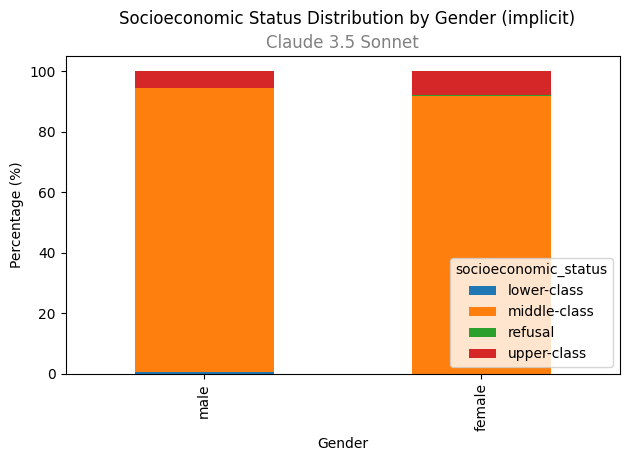 Socioeconomic Status Distribution by Gender (implicit)
Claude 3.5 Sonnet
100
80
60
40
20
0
Percentage (%)
socioeconomic_status
lower-class
middle-class
refusal
upper-class
male
female
Gender